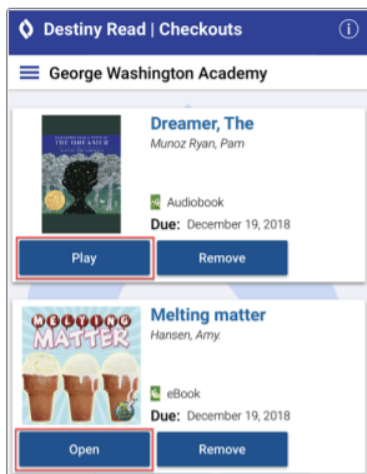 Destiny Read | Checkouts
George Washington Academy
Dreamer, The
Munoz Ryan, Pam
THE DREAMER
Audiobook
Due: December 19, 2018
Play Remove
Melting matter
Hansen, Amy.
MELTING
MATTER
eBook
Due: December 19, 2018
Open Remove